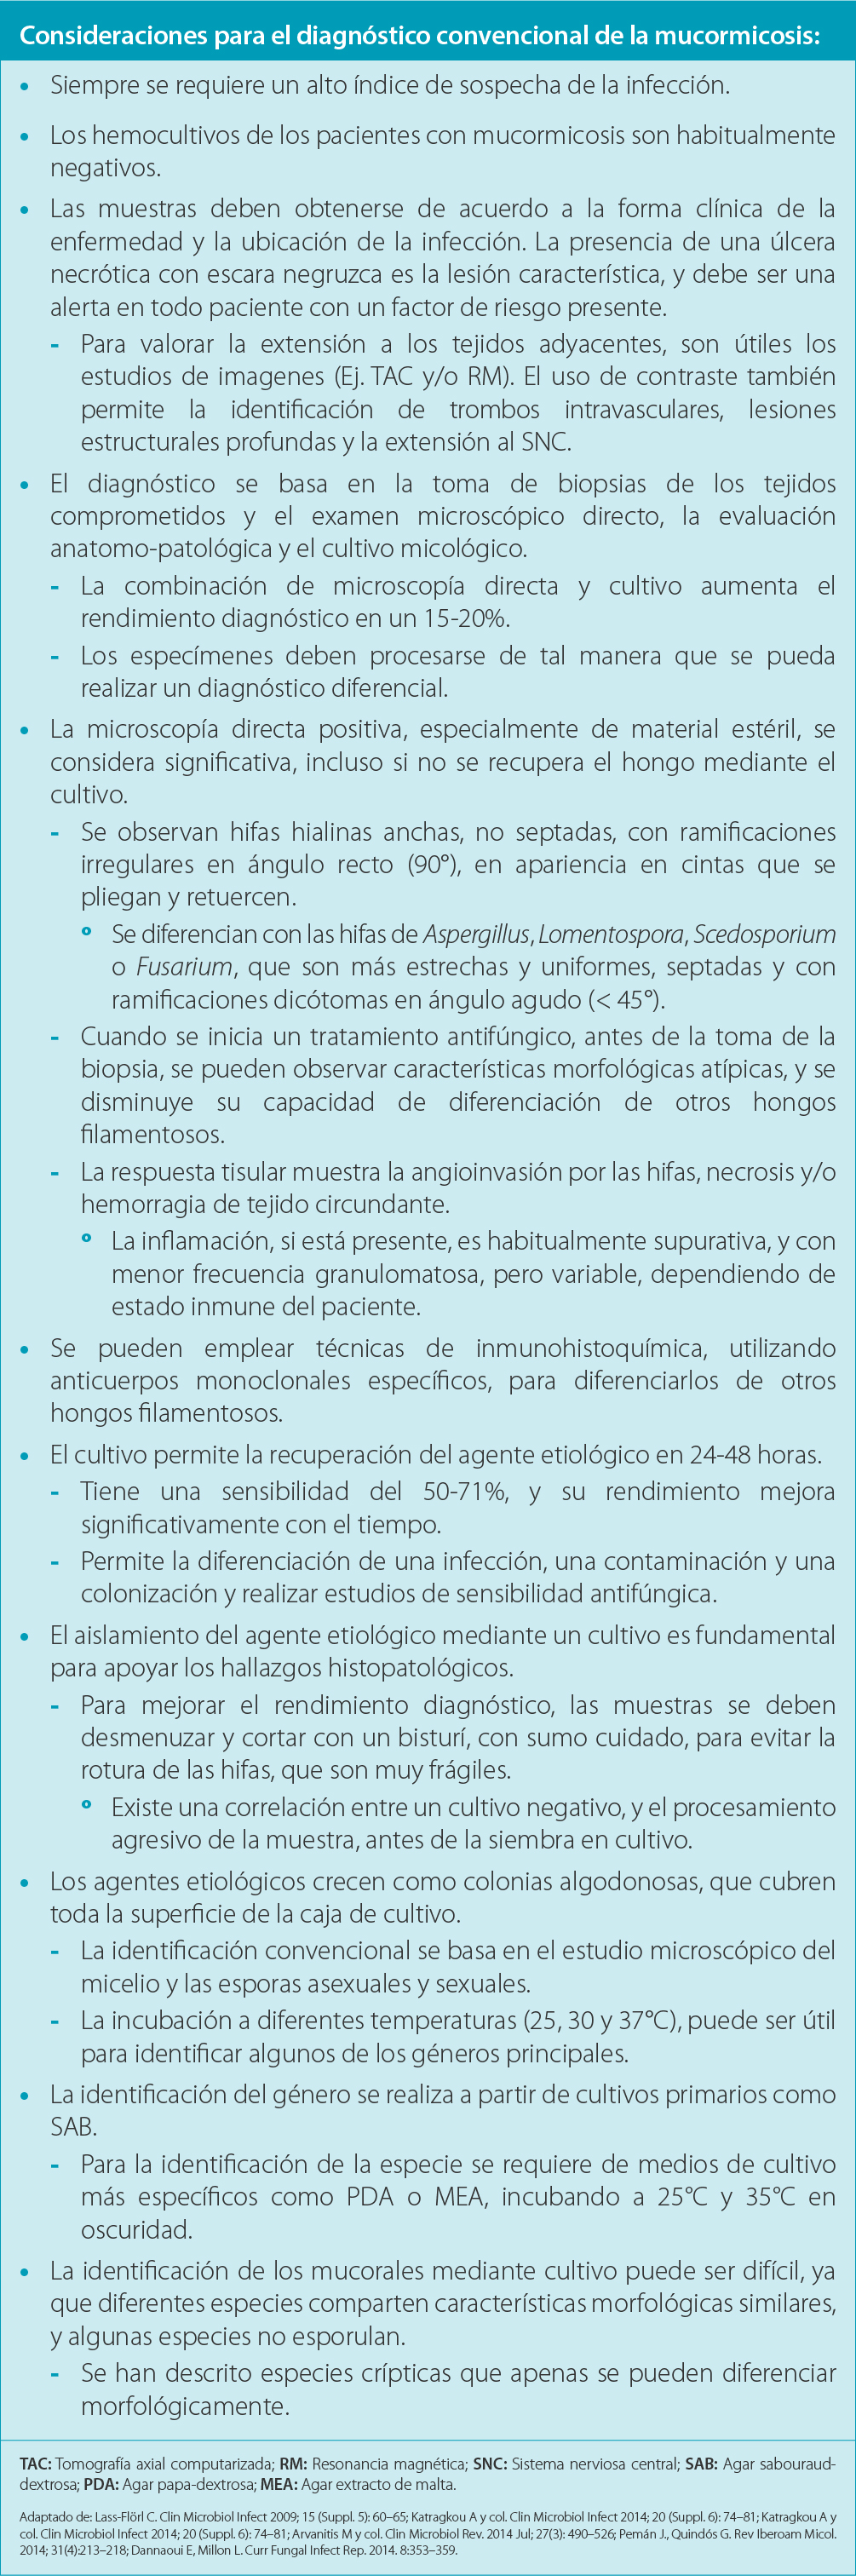 Consideraciones para el diagnóstico convencional de la mucormicosis:
• Siempre se requiere un alto índice de sospecha de la infección.
• Los hemocultivos de los pacientes con mucormicosis son habitualmente
negativos.
• Las muestras deben obtenerse de acuerdo a la forma clínica de la
enfermedad y la ubicación de la infección. La presencia de una úlcera
necrótica con escara negruzca es la lesión característica, y debe ser una
alerta en todo paciente con un factor de riesgo presente.
- Para valorar la extensión a los tejidos adyacentes, son útiles los
estudios de imagenes (Ej. TAC y/o RM). El uso de contraste también
permite la identificación de trombos intravasculares, lesiones
estructurales profundas y la extensión al SNC.
• El diagnóstico se basa en la toma de biopsias de los tejidos
comprometidos y el examen microscópico directo, la evaluación
anatomo-patológica y el cultivo micológico.
- La combinación de microscopía directa y cultivo aumenta el
rendimiento diagnóstico en un 15-20%.
- Los especímenes deben procesarse de tal manera que se pueda
realizar un diagnóstico diferencial.
• La microscopía directa positiva, especialmente de material estéril, se
considera significativa, incluso si no se recupera el hongo mediante el
cultivo.
- Se observan hifas hialinas anchas, no septadas, con ramificaciones
irregulares en ángulo recto (90°), en apariencia en cintas que se
pliegan y retuercen.
° Se diferencian con las hifas de Aspergillus, Lomentospora, Scedosporium
o Fusarium, que son más estrechas y uniformes, septadas y con
ramificaciones dicótomas en ángulo agudo (< 45°).
- Cuando se inicia un tratamiento antifúngico, antes de la toma de la
biopsia, se pueden observar características morfológicas atípicas, y se
disminuye su capacidad de diferenciación de otros hongos
filamentosos.
- La respuesta tisular muestra la angioinvasión por las hifas, necrosis y/o
hemorragia de tejido circundante.
° La inflamación, si está presente, es habitualmente supurativa, y con
menor frecuencia granulomatosa, pero variable, dependiendo de
estado inmune del paciente.
• Se pueden emplear técnicas de inmunohistoquímica, utilizando
anticuerpos monoclonales específicos, para diferenciarlos de otros
hongos filamentosos.
• El cultivo permite la recuperación del agente etiológico en 24-48 horas.
- Tiene una sensibilidad del 50-71%, y su rendimiento mejora
significativamente con el tiempo.
- Permite la diferenciación de una infección, una contaminación y una
colonización y realizar estudios de sensibilidad antifúngica.
• El aislamiento del agente etiológico mediante un cultivo es fundamental
para apoyar los hallazgos histopatológicos.
- Para mejorar el rendimiento diagnóstico, las muestras se deben
desmenuzar y cortar con un bisturí, con sumo cuidado, para evitar la
rotura de las hifas, que son muy frágiles.
° Existe una correlación entre un cultivo negativo, y el procesamiento
agresivo de la muestra, antes de la siembra en cultivo.
• Los agentes etiológicos crecen como colonias algodonosas, que cubren
toda la superficie de la caja de cultivo.
- La identificación convencional se basa en el estudio microscópico del
micelio y las esporas asexuales y sexuales.
- La incubación a diferentes temperaturas (25, 30 y 37°C), puede ser útil
para identificar algunos de los géneros principales.
• La identificación del género se realiza a partir de cultivos primarios como
SAB.
- Para la identificación de la especie se requiere de medios de cultivo
más específicos como PDA o MEA, incubando a 25°C y 35°C en
oscuridad.
• La identificación de los mucorales mediante cultivo puede ser difícil, ya
que diferentes especies comparten características morfológicas similares,
y algunas especies no esporulan.
- Se han descrito especies crípticas que apenas se pueden diferenciar
morfológicamente.
TAC: Tomografía axial computarizada; RM: Resonancia magnética; SNC: Sistema nerviosa central; SAB: Agar sabouraud-
dextrosa; PDA: Agar papa-dextrosa; MEA: Agar extracto de malta.
Adaptado de: Lass-Flörl C. Clin Microbiol Infect 2009; 15 (Suppl. 5): 60–65; Katragkou A y col. Clin Microbiol Infect 2014; 20 (Suppl. 6): 74–81; Katragkou A y
col. Clin Microbiol Infect 2014; 20 (Suppl. 6): 74–81; Arvanitis M y col. Clin Microbiol Rev. 2014 Jul; 27(3): 490–526; Pemán J., Quindós G. Rev Iberoam Micol.
2014; 31(4):213–218; Dannaoui E, Millon L. Curr Fungal Infect Rep. 2014. 8:353–359.